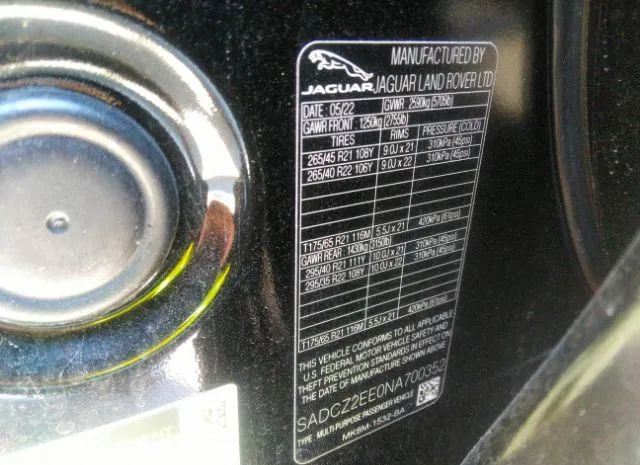 MANUFACTURED BY
JAGUAR JAGUAR LAND ROVER LTD
DATE: 05/22 GVWR 2590kg (5705lb)
GAWR FRONT 1250kg (2755lb)
TIRES RIMS PRESSURE (COLD)
265/45 R21 108Y 9.0J x 21 310kPa (45psi)
265/40 R22 106Y 9.0J x 22 310kPa (45psi)
T175/65 R21 116M 5.5J x 21 420kPa (61psi)
GAWR REAR 1430kg (3150lb)
295/40 R21 111Y 10.0J x 21 310kPa (45psi)
295/35 R22 108Y 10.0J x 22 310kPa (45psi)
T175/65 R21 116M 5.5J x 21 420kPa (61psi)
THIS VEHICLE CONFORMS TO ALL APPLICABLE
U.S. FEDERAL MOTOR VEHICLE SAFETY AND
THEFT PREVENTION STANDARDS IN EFFECT ON
THE DATE OF MANUFACTURE SHOWN ABOVE.
SADCZ2EE0NA700352
TYPE : MULTI-PURPOSE PASSENGER VEHICLE
MK6M-1532-BA